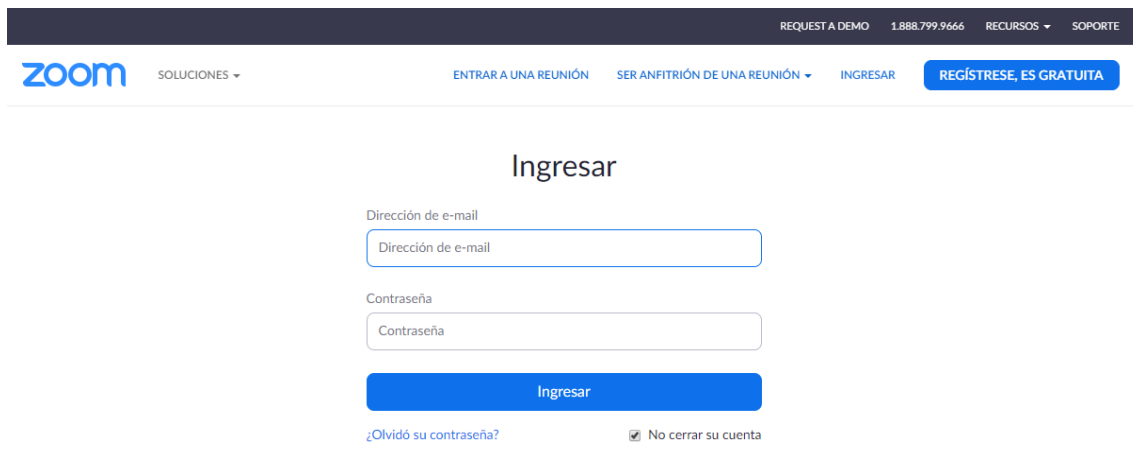 REQUEST A DEMO 1.888.799.9666 RECURSOS SOPORTE
zoom SOLUCIONES ENTRAR A UNA REUNIÓN SER ANFITRIÓN DE UNA REUNIÓN INGRESAR REGÍSTRESE, ES GRATUITA
Ingresar
Dirección de e-mail
Dirección de e-mail
Contraseña
Contraseña
Ingresar
¿Olvidó su contraseña? No cerrar su cuenta